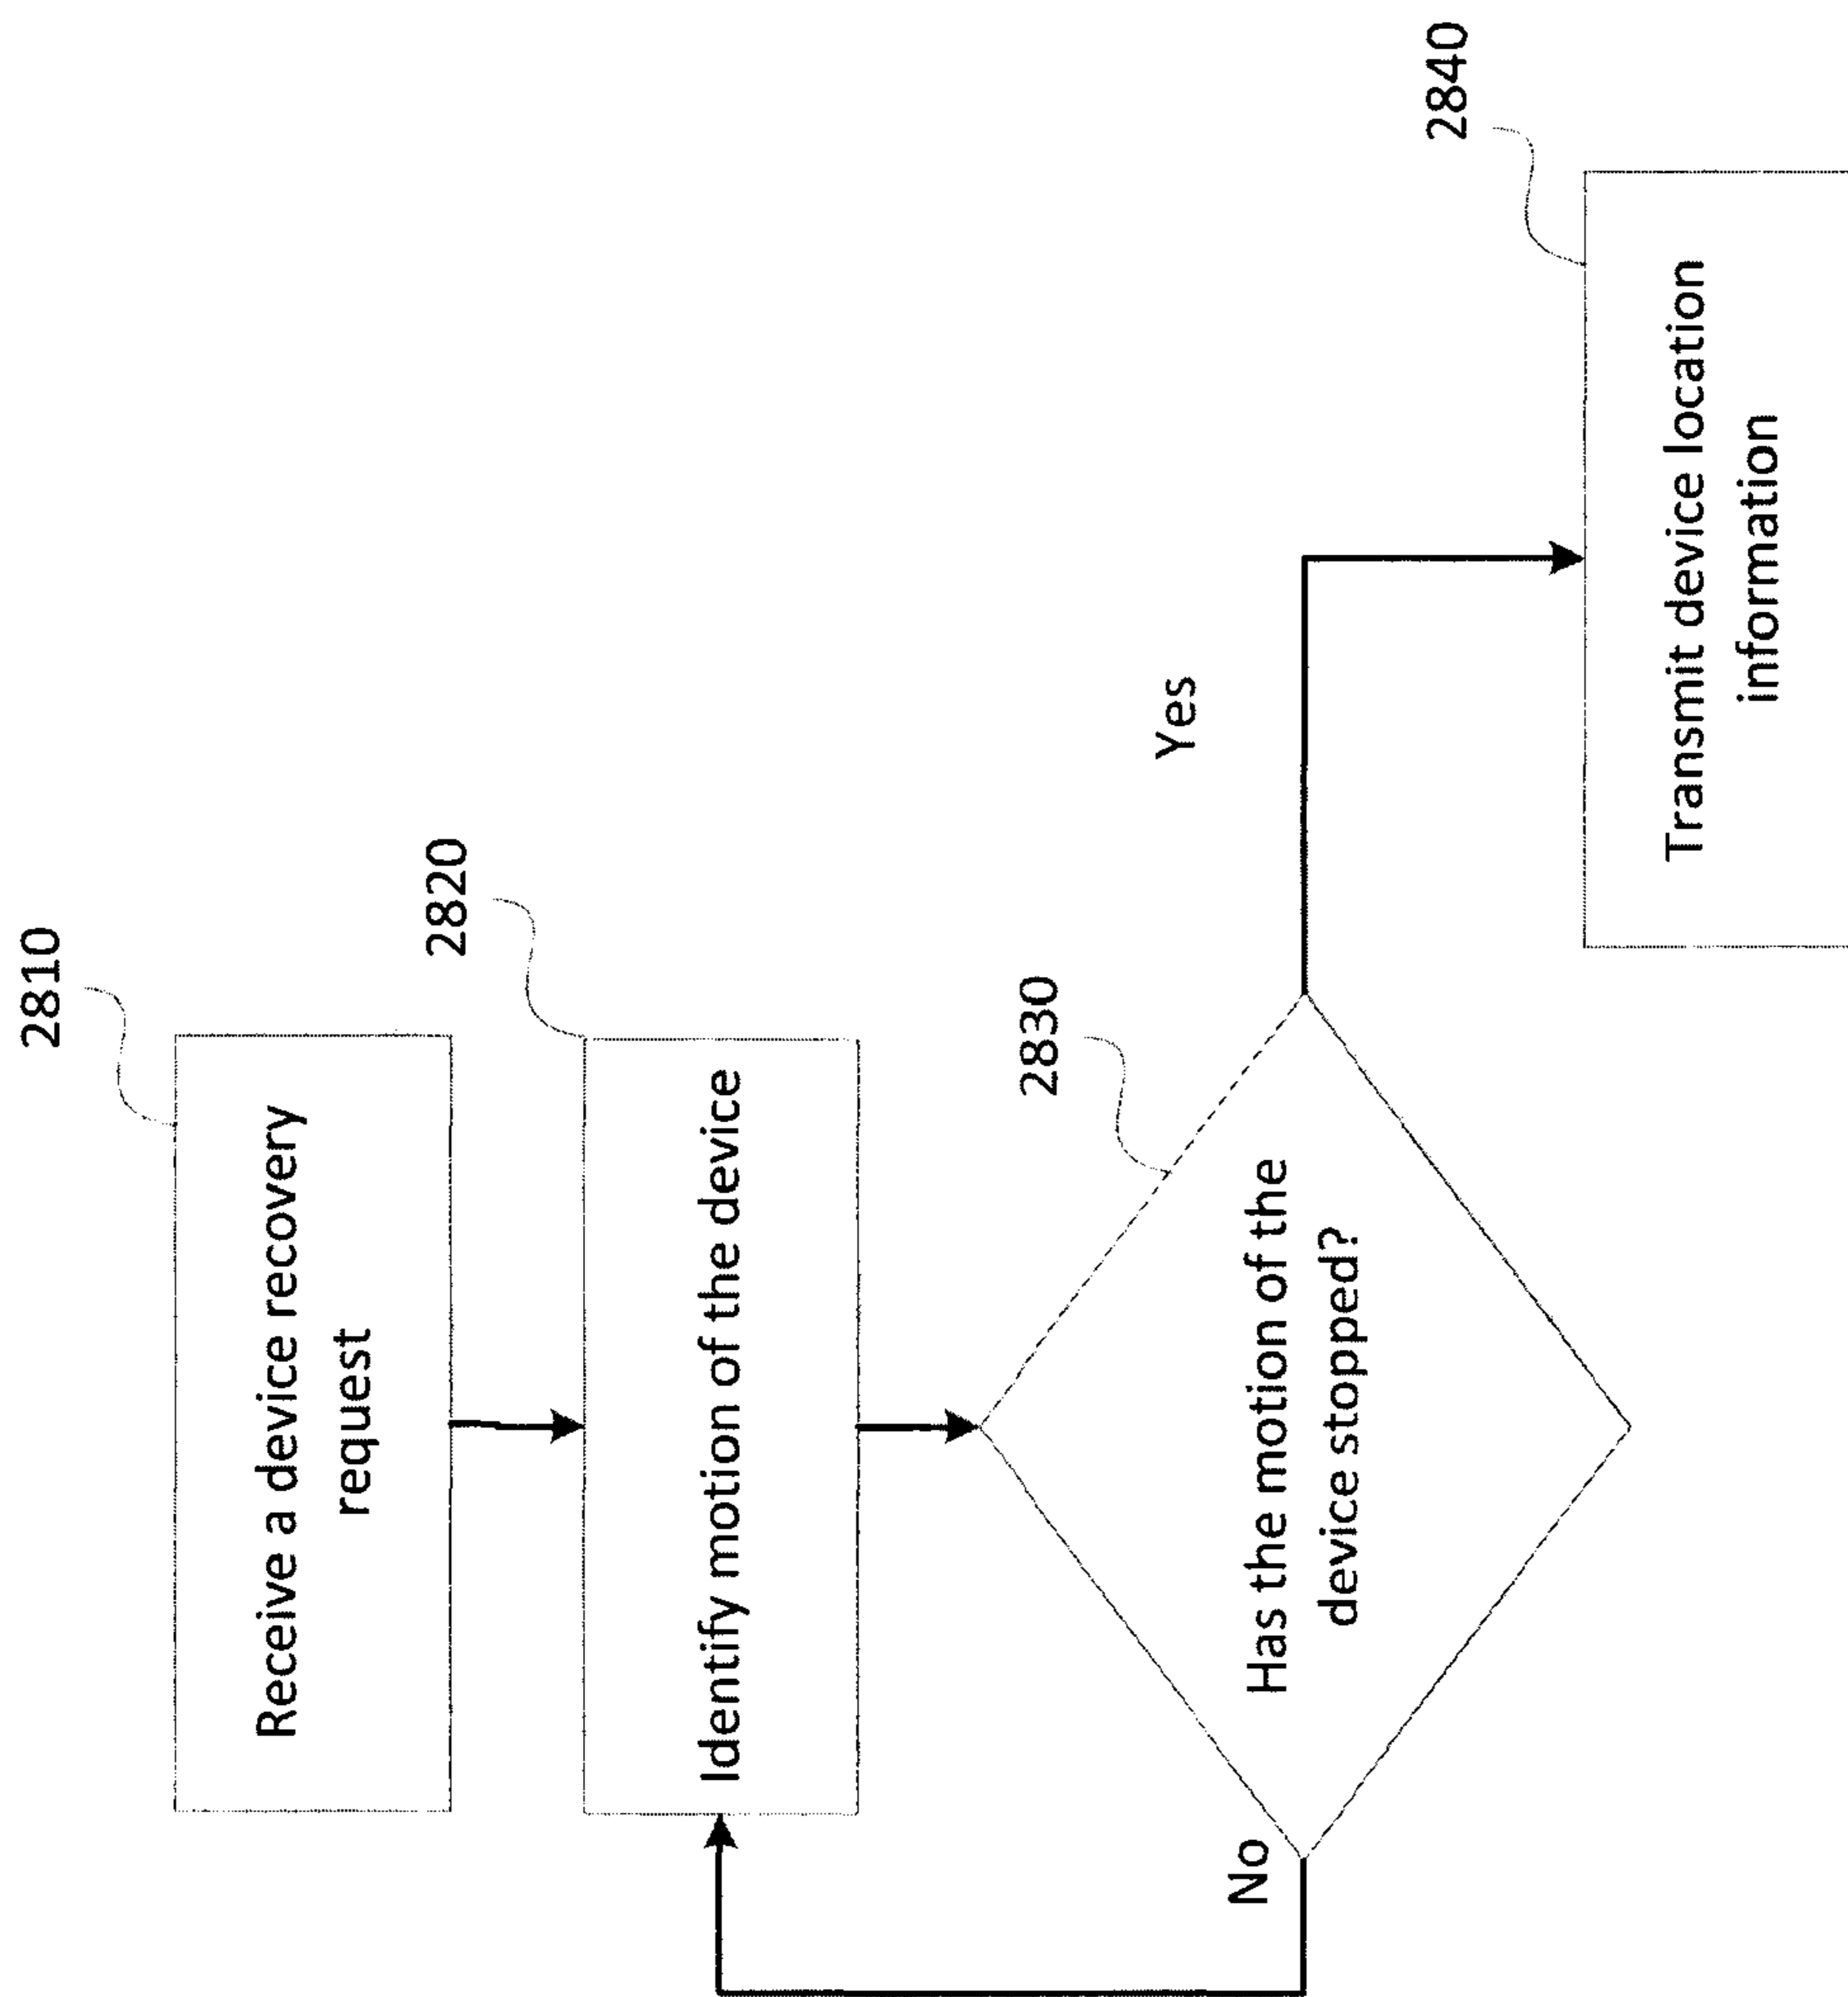 2810
Receive a device recovery
request
2820
Identify motion of the device
2830
Has the motion of the
device stopped?
No
Yes
2840
Transmit device location
information